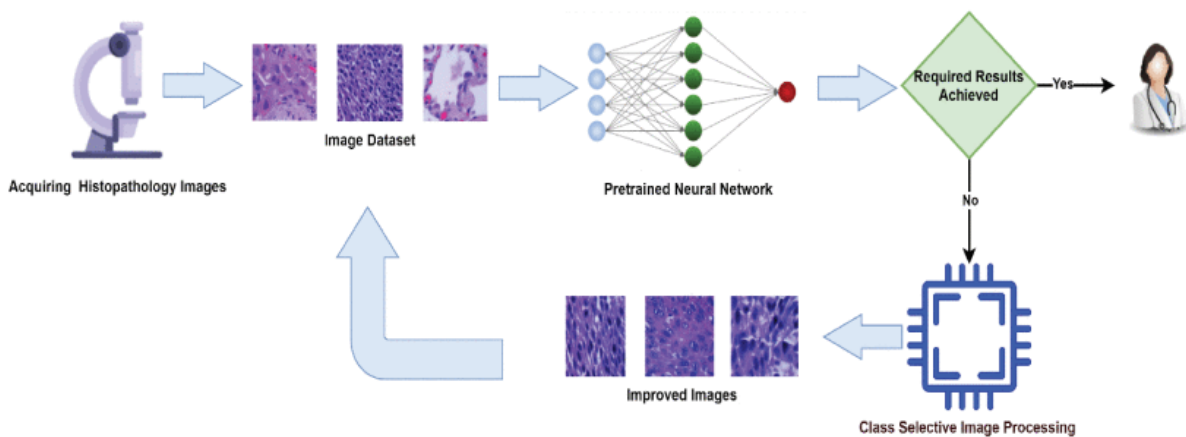 Acquiring Histopathology Images
Image Dataset
Pretrained Neural Network
Required Results
Achieved
Yes
No
Improved Images
Class Selective Image Processing